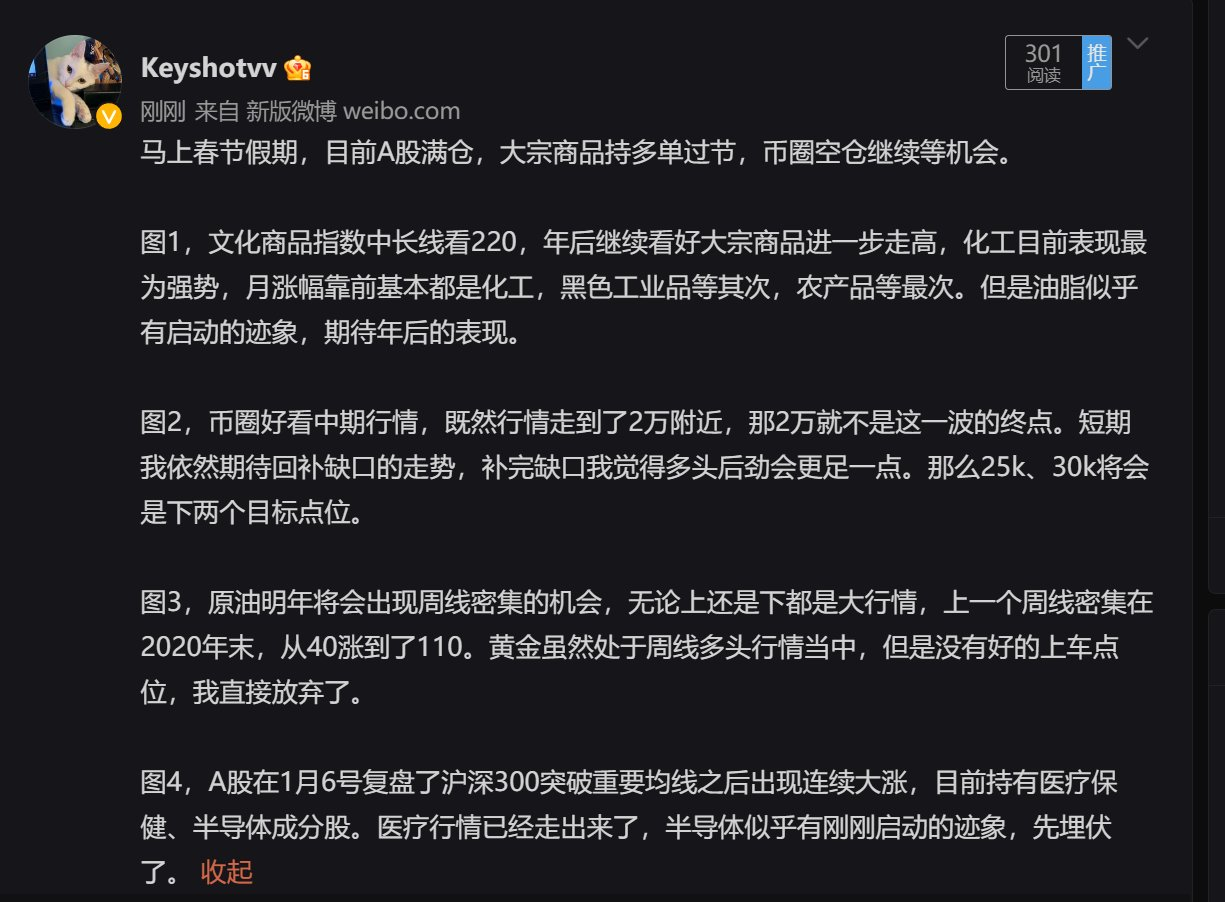 Keyshotvv
301
阅读
推广
刚刚 来自 新版微博 weibo.com
马上春节假期，目前A股满仓，大宗商品持多单过节，币圈空仓继续等机会。
图1，文化商品指数中长线看220，年后继续看好大宗商品进一步走高，化工目前表现最
为强势，月涨幅靠前基本都是化工，黑色工业品等其次，农产品等最次。但是油脂似乎
有启动的迹象，期待年后的表现。
图2，币圈好看中期行情，既然行情走到了2万附近，那2万就不是这一波的终点。短期
我依然期待回补缺口的走势，补完缺口我觉得多头后劲会更足一点。那么25k、30k将会
是下两个目标点位。
图3，原油明年将会出现周线密集的机会，无论上还是下都是大行情，上一个周线密集在
2020年末，从40涨到了110。黄金虽然处于周线多头行情当中，但是没有好的上车点
位，我直接放弃了。
图4，A股在1月6号复盘了沪深300突破重要均线之后出现连续大涨，目前持有医疗保
健、半导体成分股。医疗行情已经走出来了，半导体似乎有刚刚启动的迹象，先埋伏
了。 收起